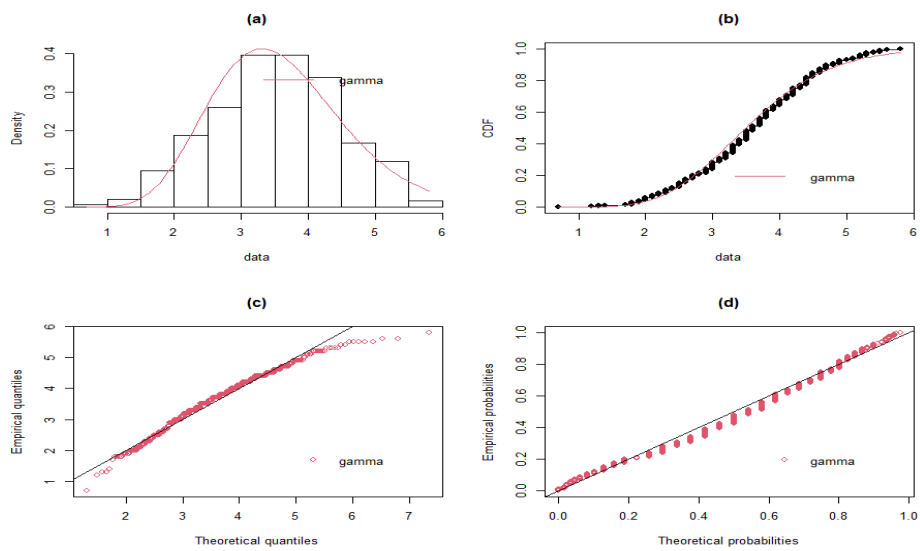 (a)
Density
0.4
0.3
0.2
0.1
0.0
gamma
1 2 3 4 5 6
data
(b)
CDF
1.0
0.8
0.6
0.4
0.2
0.0
gamma
1 2 3 4 5 6
data
(c)
Empirical quantiles
6
5
4
3
2
1
gamma
2 3 4 5 6 7
Theoretical quantiles
(d)
Empirical probabilities
1.0
0.8
0.6
0.4
0.2
0.0
gamma
0.0 0.2 0.4 0.6 0.8 1.0
Theoretical probabilities